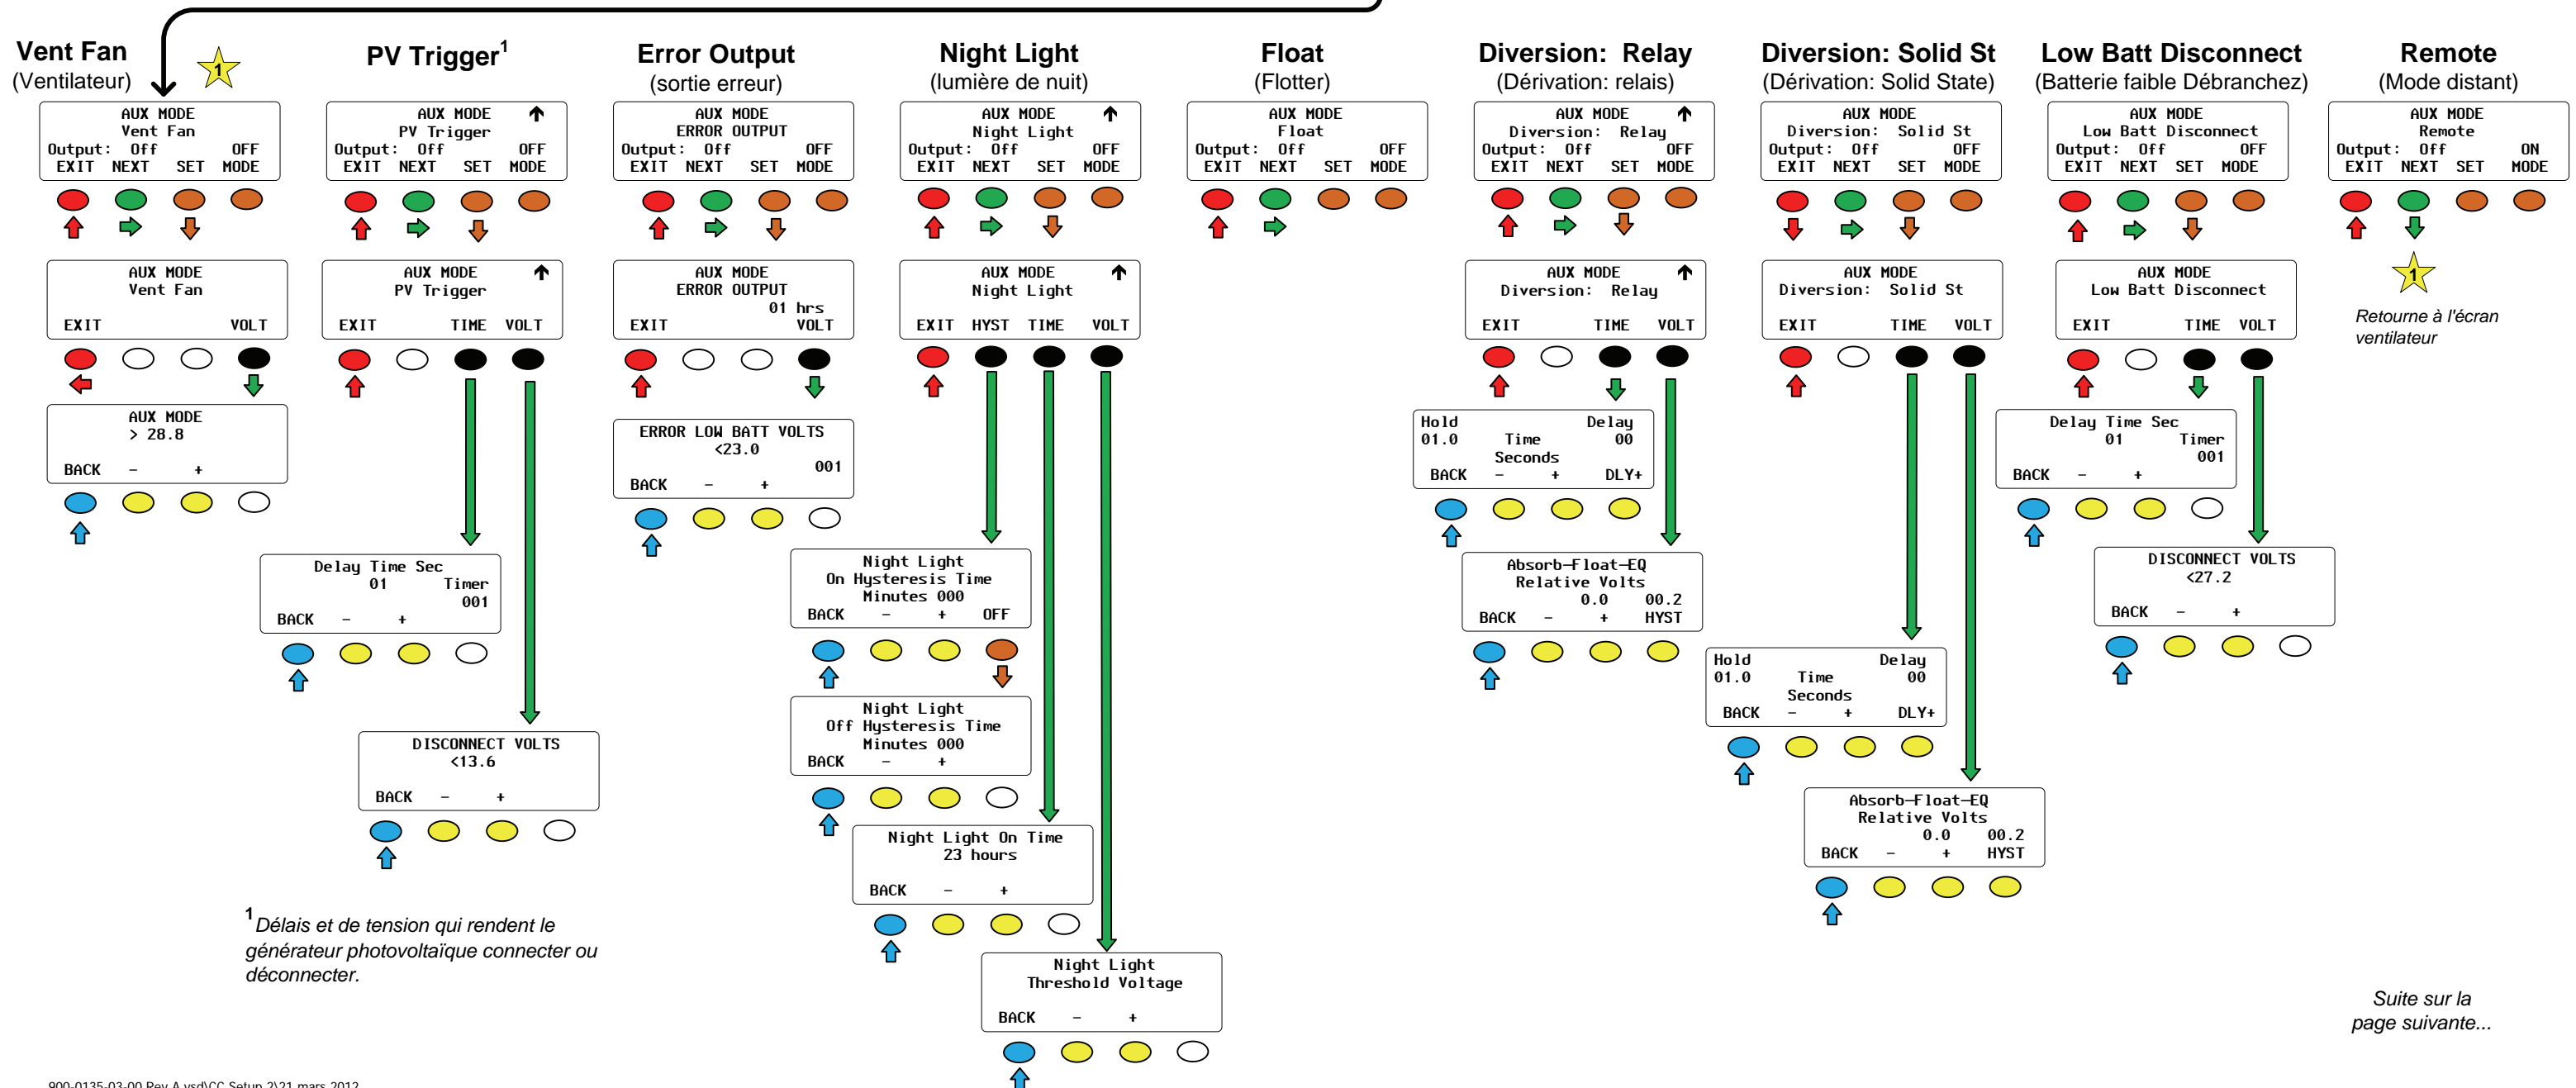 Vent Fan
(Ventilateur)
1
AUX MODE
Vent Fan
Output: Off OFF
EXIT NEXT SET MODE
AUX MODE
Vent Fan
EXIT VOLT
AUX MODE
> 28.8
BACK - +
PV Trigger1
AUX MODE
PV Trigger
Output: Off OFF
EXIT NEXT SET MODE
AUX MODE
PV Trigger
EXIT TIME VOLT
Delay Time Sec
01 Timer
001
BACK - +
DISCONNECT VOLTS
<13.6
BACK - +
1Délais et de tension qui rendent le
générateur photovoltaïque connecter ou
déconnecter.
Error Output
(sortie erreur)
AUX MODE
ERROR OUTPUT
Output: Off OFF
EXIT NEXT SET MODE
AUX MODE
ERROR OUTPUT
01 hrs
EXIT VOLT
ERROR LOW BATT VOLTS
<23.0
001
BACK - +
Night Light
(lumière de nuit)
AUX MODE
Night Light
Output: Off OFF
EXIT NEXT SET MODE
AUX MODE
Night Light
EXIT HYST TIME VOLT
Night Light
On Hysteresis Time
Minutes 000
BACK - + OFF
Night Light
Off Hysteresis Time
Minutes 000
BACK - +
Night Light On Time
23 hours
BACK - +
Night Light
Threshold Voltage
BACK - +
Float
(Flotter)
AUX MODE
Float
Output: Off OFF
EXIT NEXT SET MODE
Diversion: Relay
(Dérivation: relais)
AUX MODE
Diversion: Relay
Output: Off OFF
EXIT NEXT SET MODE
AUX MODE
Diversion: Relay
EXIT TIME VOLT
Hold Delay
01.0 Time 00
Seconds
BACK - + DLY+
Absorb-Float-EQ
Relative Volts
0.0 00.2
BACK - + HYST
Diversion: Solid St
(Dérivation: Solid State)
AUX MODE
Diversion: Solid St
Output: Off OFF
EXIT NEXT SET MODE
AUX MODE
Diversion: Solid St
EXIT TIME VOLT
Hold Delay
01.0 Time 00
Seconds
BACK - + DLY+
Absorb-Float-EQ
Relative Volts
0.0 00.2
BACK - + HYST
Low Batt Disconnect
(Batterie faible Débranchez)
AUX MODE
Low Batt Disconnect
Output: Off OFF
EXIT NEXT SET MODE
AUX MODE
Low Batt Disconnect
EXIT TIME VOLT
Delay Time Sec
01 Timer
001
BACK - +
DISCONNECT VOLTS
<27.2
BACK - +
Remote
(Mode distant)
AUX MODE
Remote
Output: Off ON
EXIT NEXT SET MODE
1
Retourne à l'écran
ventilateur
Suite sur la
page suivante...
900-0135-03-00 Rev A.vsd\CC Setup 2\21 mars 2012